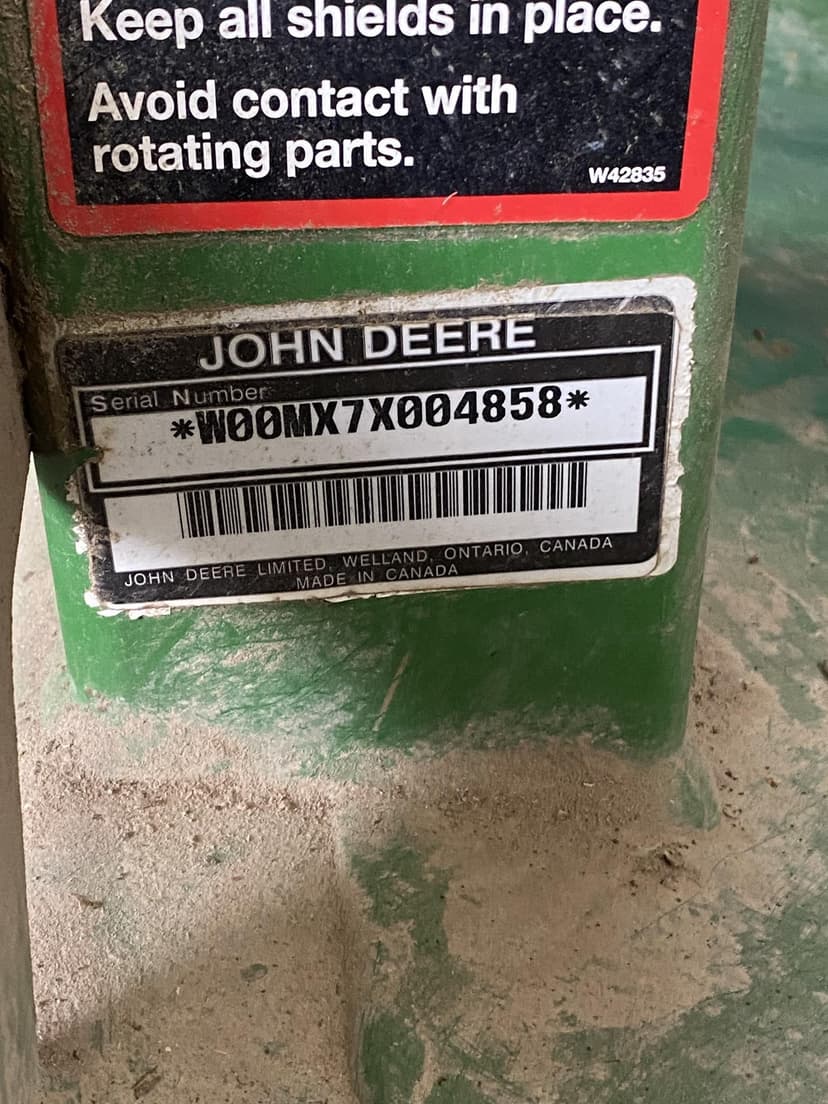 Keep all shields in place.
Avoid contact with
rotating parts.
W42835
JOHN DEERE
Serial Number
*W00MX7X004858*
JOHN DEERE LIMITED, WELLAND, ONTARIO, CANADA
MADE IN CANADA